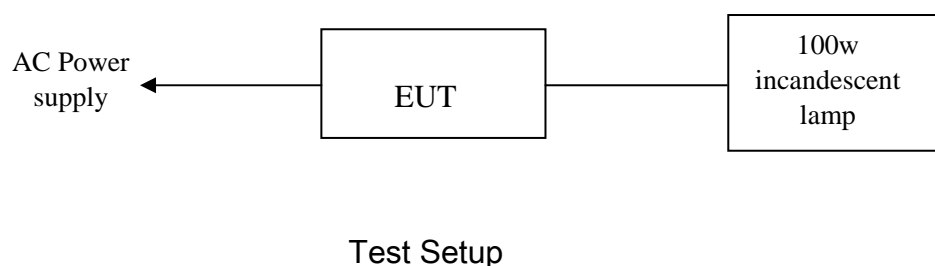 AC Power
supply
EUT
100w
incandescent
lamp
Test Setup